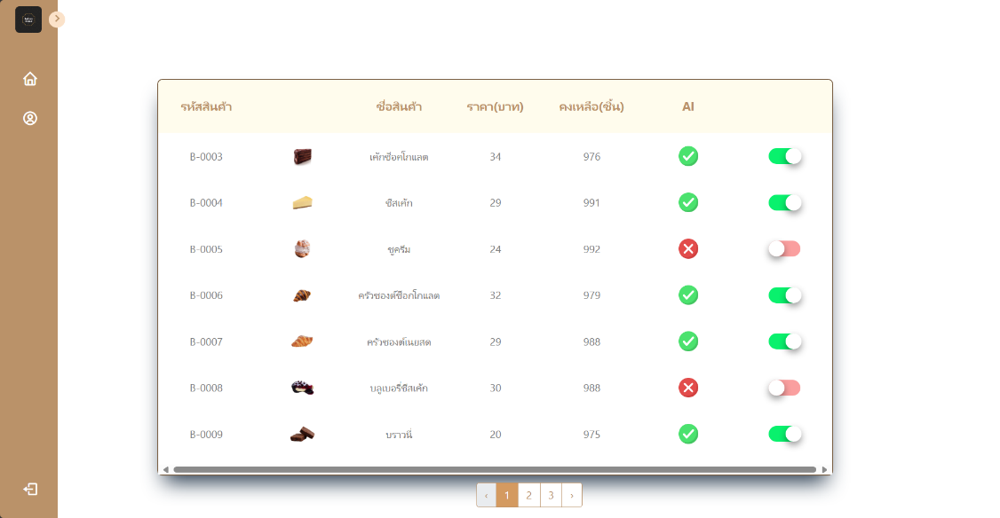 รหัสสินค้า ชื่อสินค้า ราคา(บาท) คงเหลือ(ชิ้น) AI
B-0003 เค้กช็อคโกแลต 34 976
B-0004 ชีสเค้ก 29 991
B-0005 ชูครีม 24 992
B-0006 ครัวซองต์ช็อกโกแลต 32 979
B-0007 ครัวซองต์เนยสด 29 988
B-0008 บลูเบอรี่ชีสเค้ก 30 988
B-0009 บราวนี่ 20 975
‹ 1 2 3 ›